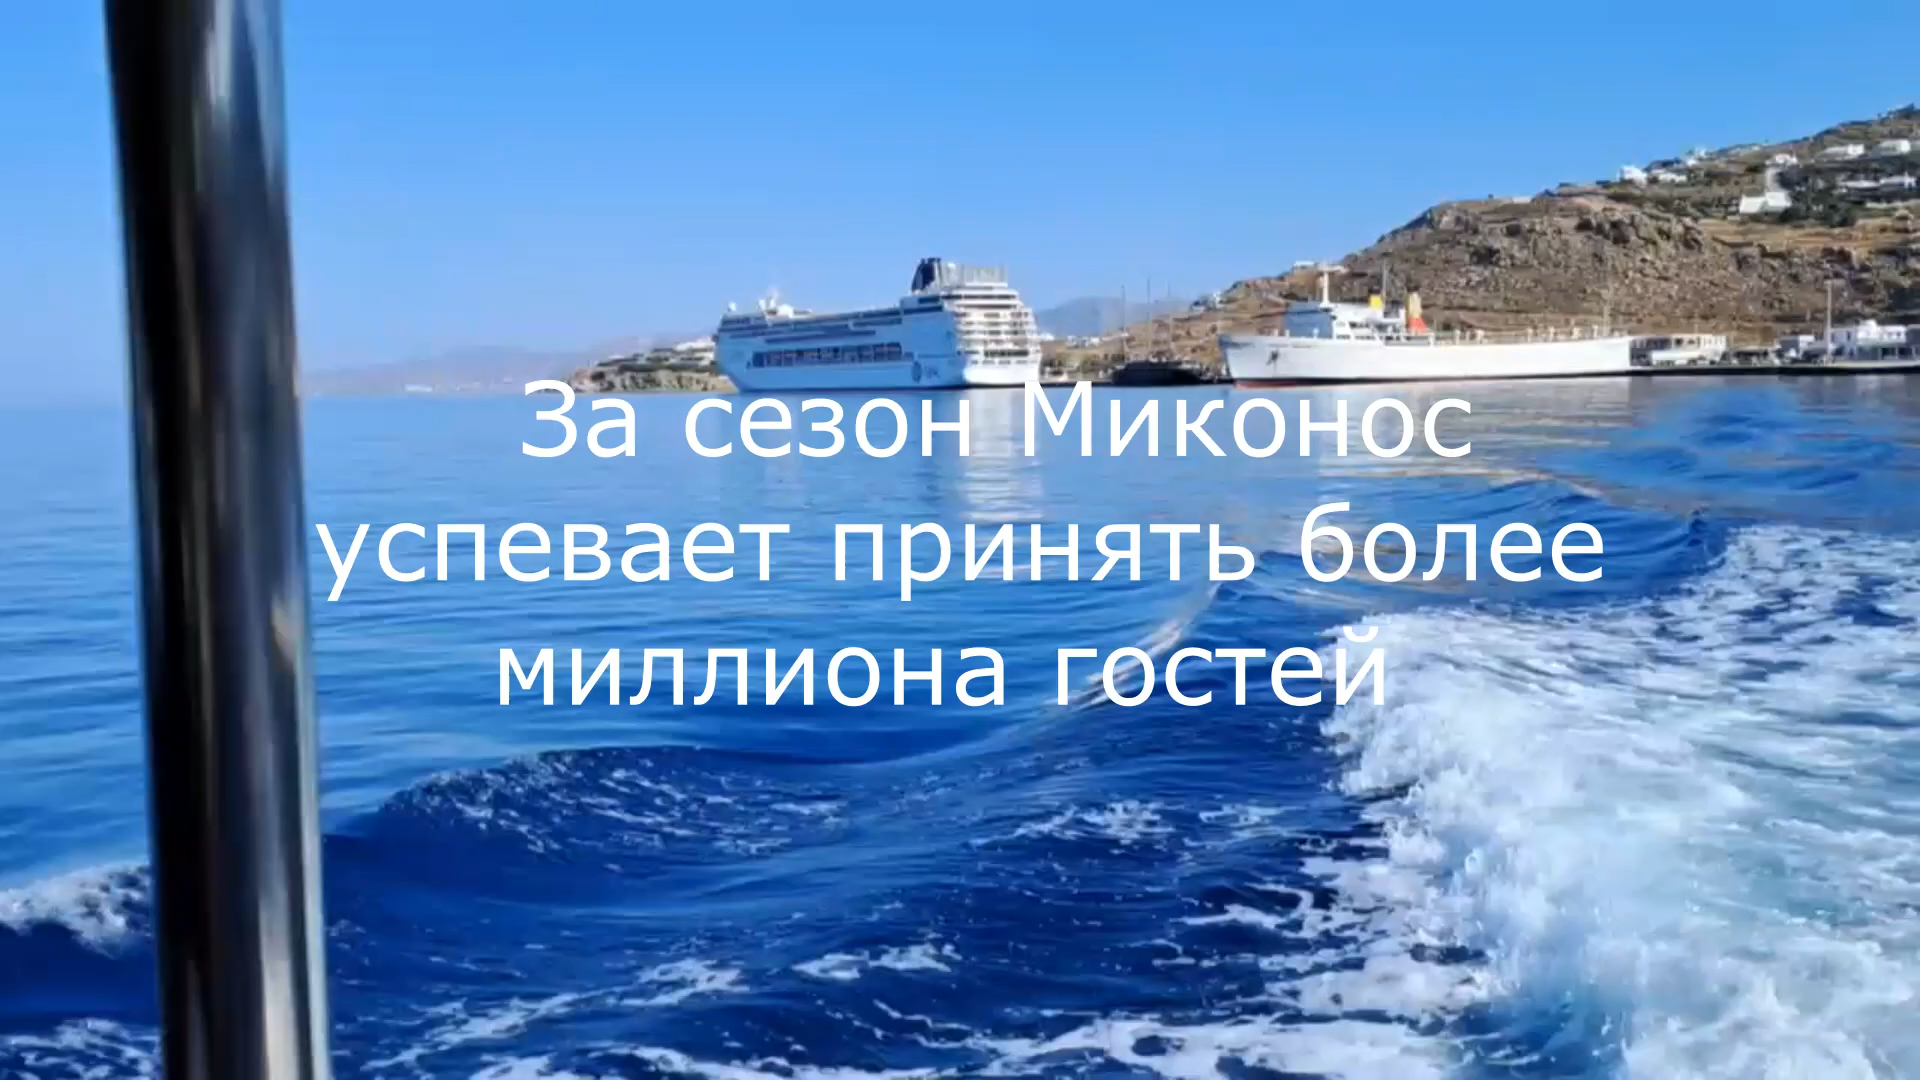 За сезон Миконос
успевает принять более
миллиона гостей